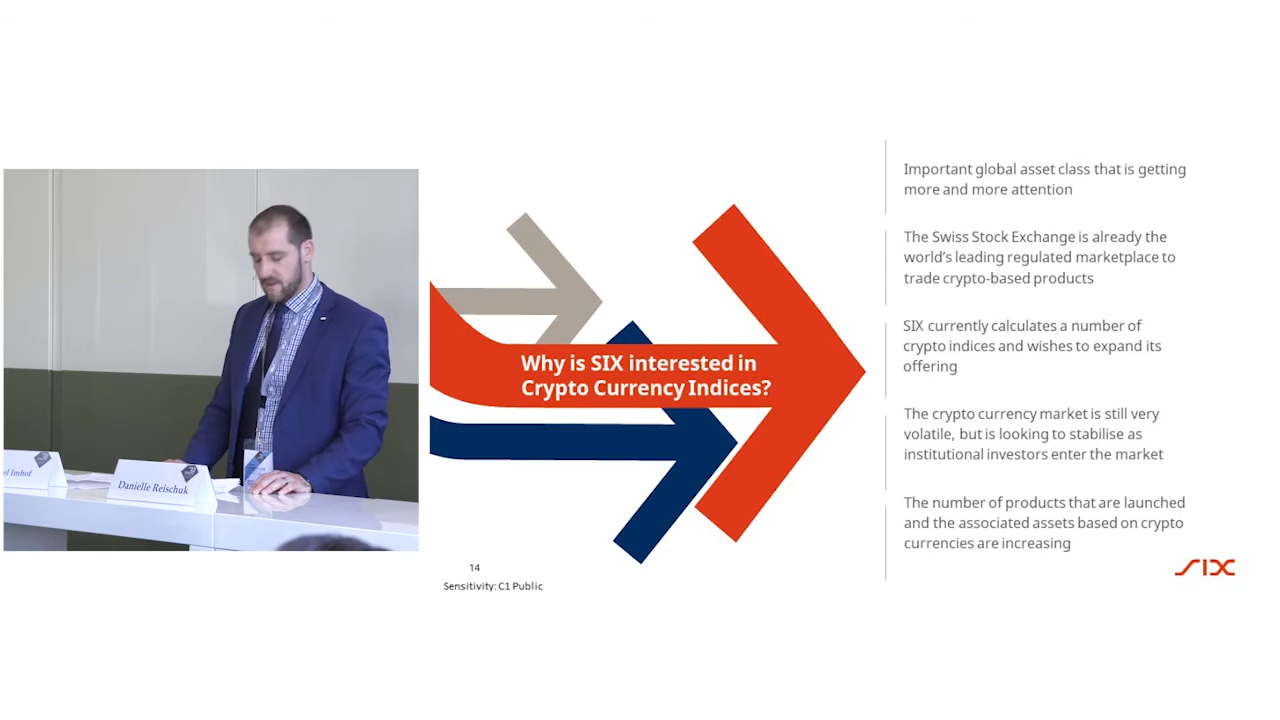 el Imhof
Danielle Reischuk
Why is SIX interested in
Crypto Currency Indices?
14
Sensitivity: C1 Public
Important global asset class that is getting
more and more attention
The Swiss Stock Exchange is already the
world's leading regulated marketplace to
trade crypto-based products
SIX currently calculates a number of
crypto indices and wishes to expand its
offering
The crypto currency market is still very
volatile, but is looking to stabilise as
institutional investors enter the market
The number of products that are launched
and the associated assets based on crypto
currencies are increasing
SIX